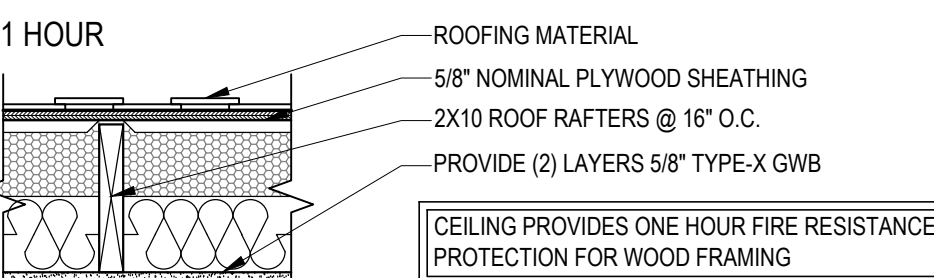 1 HOUR
ROOFING MATERIAL
5/8" NOMINAL PLYWOOD SHEATHING
2X10 ROOF RAFTERS @ 16" O.C.
PROVIDE (2) LAYERS 5/8" TYPE-X GWB
CEILING PROVIDES ONE HOUR FIRE RESISTANCE
PROTECTION FOR WOOD FRAMING